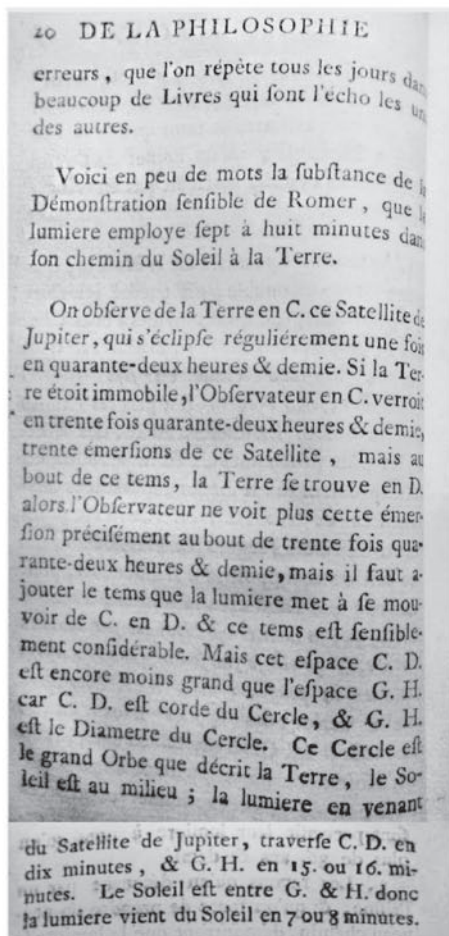 20 DE LA PHILOSOPHIE
erreurs, que l'on répète tous les jours dans
beaucoup de Livres qui ſont l'écho les uns
des autres.
Voici en peu de mots la ſubſtance de la
Démonſtration ſenſible de Romer, que la
lumiere employe ſept à huit minutes dans
ſon chemin du Soleil à la Terre.
On obſerve de la Terre en C. ce Satellite de
Jupiter, qui s'éclipſe réguliérement une fois
en quarante-deux heures & demie. Si la Ter-
re étoit immobile, l'Obſervateur en C. verroit
en trente fois quarante-deux heures & demie,
trente émerſions de ce Satellite, mais au
bout de ce tems, la Terre ſe trouve en D.
alors l'Obſervateur ne voit plus cette émer-
ſion préciſément au bout de trente fois qua-
rante-deux heures & demie, mais il faut a-
jouter le tems que la lumiere met à ſe mou-
voir de C. en D. & ce tems eſt ſenſible-
ment conſidérable. Mais cet eſpace C. D.
eſt encore moins grand que l'eſpace G. H.
car C. D. eſt corde du Cercle, & G. H.
eſt le Diametre du Cercle. Ce Cercle eſt
le grand Orbe que décrit la Terre, le So-
leil eſt au milieu; la lumiere en venant
du Satellite de Jupiter, traverſe C. D. en
dix minutes, & G. H. en 15. ou 16. mi-
nutes. Le Soleil eſt entre G. & H. donc
la lumiere vient du Soleil en 7 ou 8 minutes.